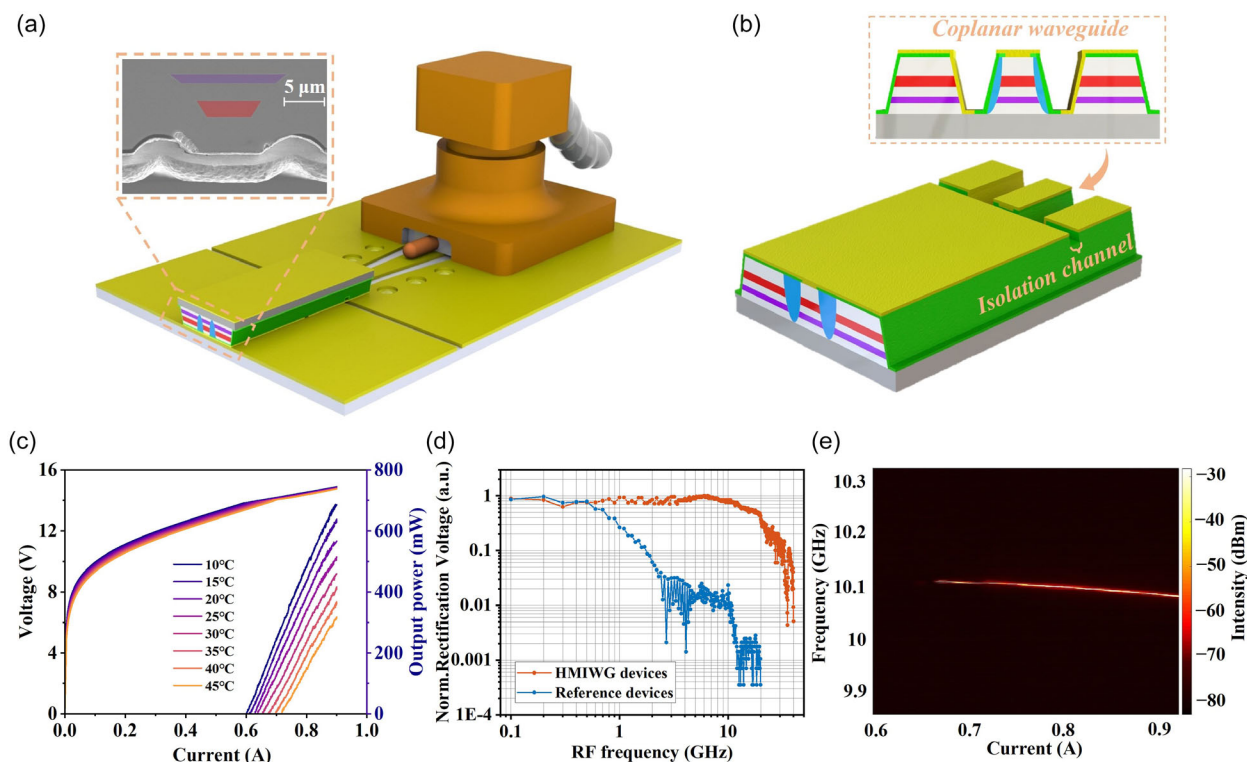 (a)
5 μm
(b)
Coplanar waveguide
Isolation channel
(c)
16
12
8
4
0
Voltage (V)
0.0
0.2
0.4
0.6
0.8
1.0
Current (A)
800
600
400
200
0
Output power (mW)
10°C
15°C
20°C
25°C
30°C
35°C
40°C
45°C
(d)
Norm.Rectification Voltage (a.u.)
1
0.1
0.01
0.001
1E-4
HMIWG devices
Reference devices
0.1
1
10
RF frequency (GHz)
(e)
Frequency (GHz)
10.3
10.2
10.1
10
9.9
0.6
0.7
0.8
0.9
Current (A)
−30
−40
−50
−60
−70
−80
Intensity (dBm)